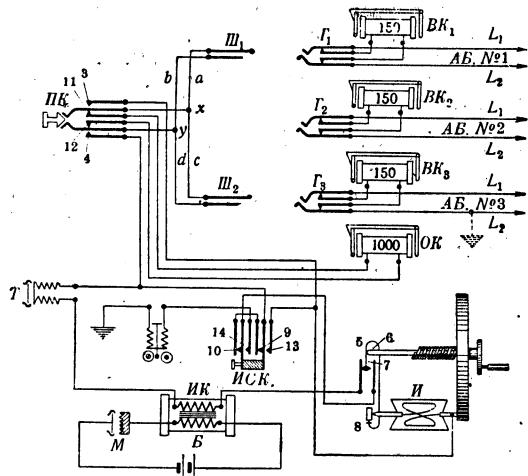 Ш₁
Г₁
150
ВК₁
L₁
АБ. №1
L₂
11
3
b
a
ПК
x
y
12
4
d
c
Г₂
150
ВК₂
L₁
АБ. №2
L₂
Ш₂
Г₃
150
ВК₃
L₁
АБ. №3
L₂
1000
ОК
Т
14
9
10
13
ИСК.
5
6
7
И
8
ИК
М
Б